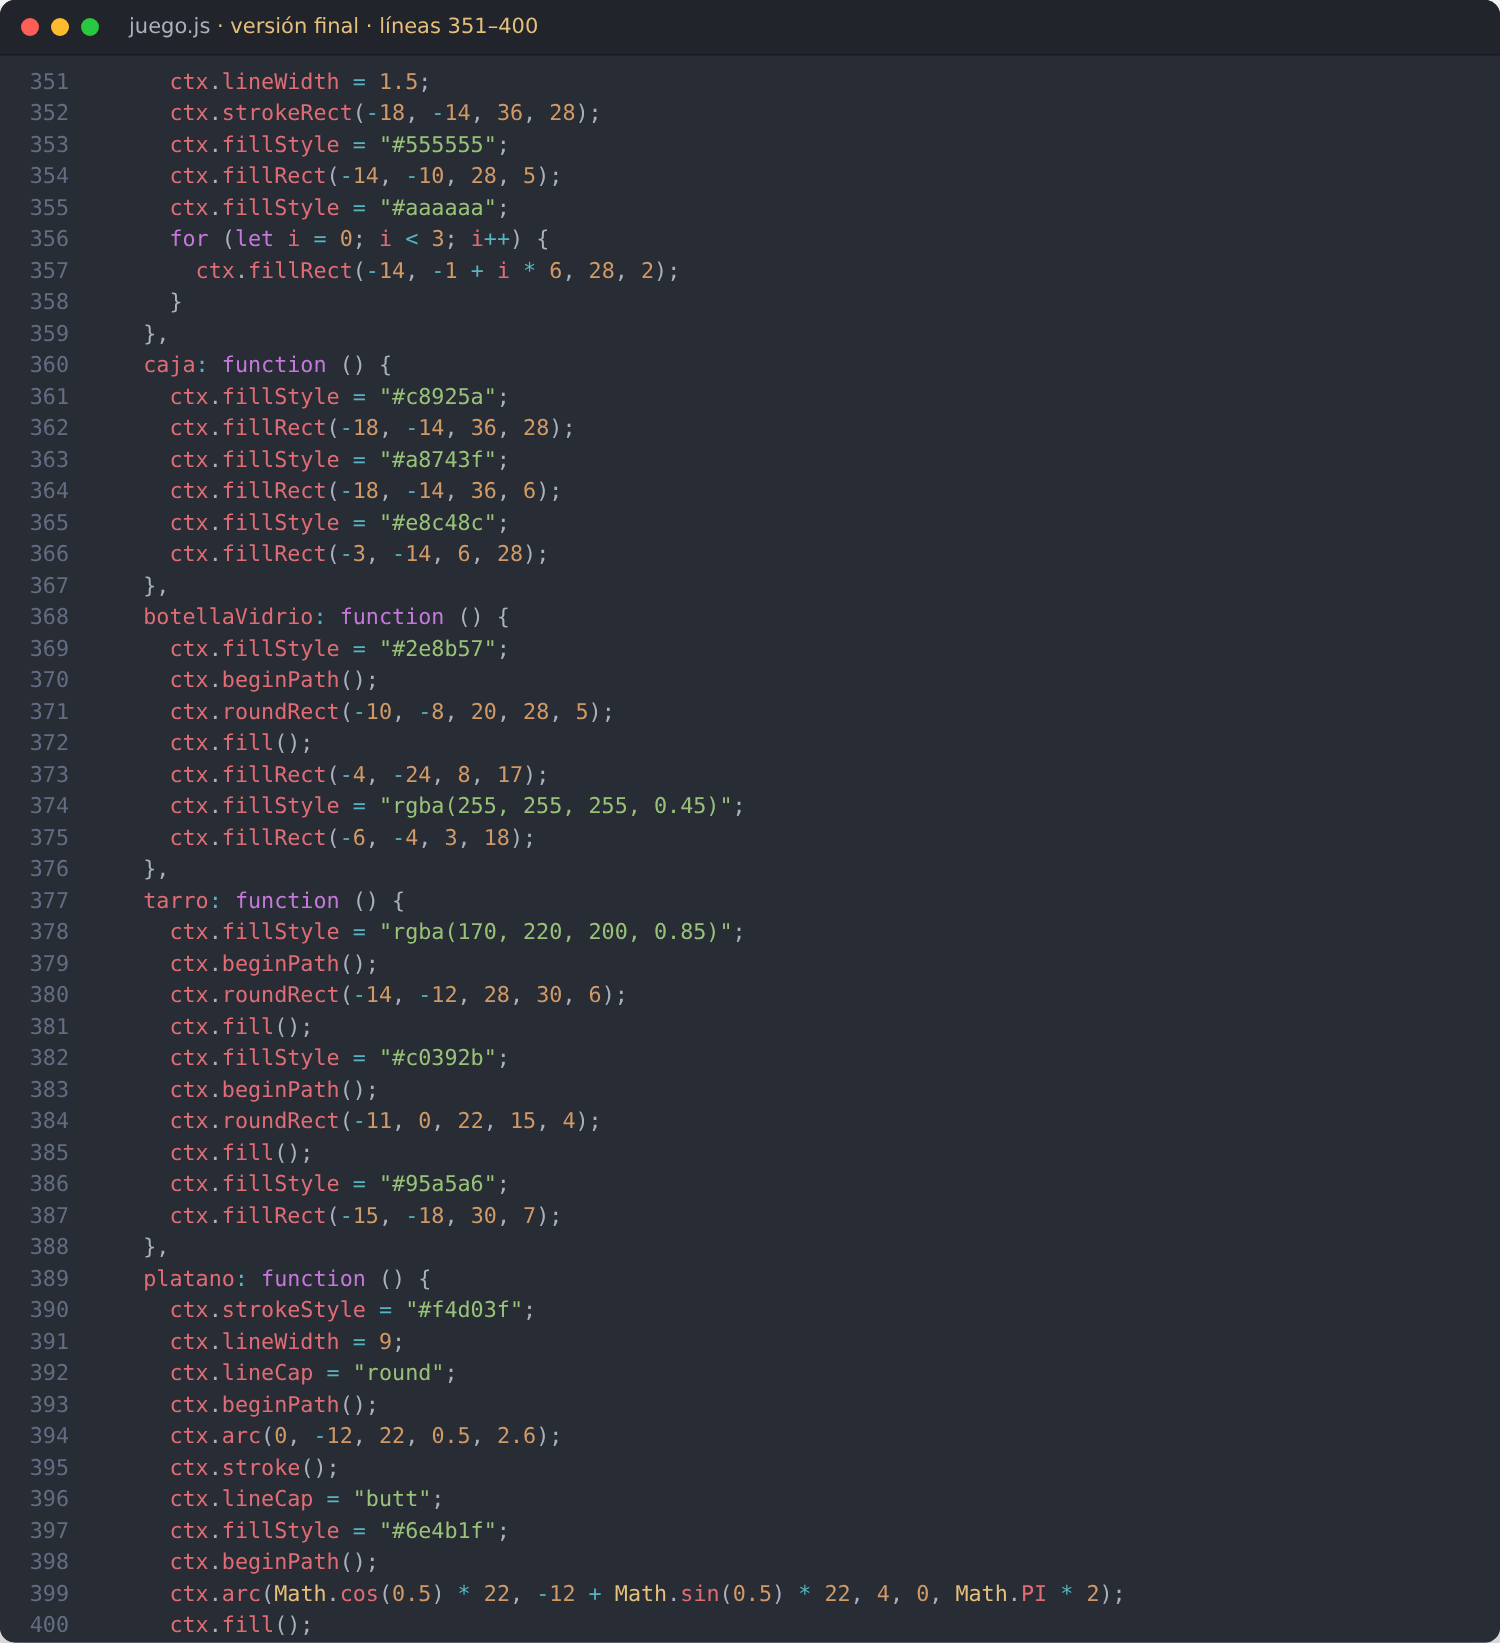 juego.js · versión final · líneas 351–400
351 ctx.lineWidth = 1.5;
352 ctx.strokeRect(-18, -14, 36, 28);
353 ctx.fillStyle = "#555555";
354 ctx.fillRect(-14, -10, 28, 5);
355 ctx.fillStyle = "#aaaaaa";
356 for (let i = 0; i < 3; i++) {
357 ctx.fillRect(-14, -1 + i * 6, 28, 2);
358 }
359 },
360 caja: function () {
361 ctx.fillStyle = "#c8925a";
362 ctx.fillRect(-18, -14, 36, 28);
363 ctx.fillStyle = "#a8743f";
364 ctx.fillRect(-18, -14, 36, 6);
365 ctx.fillStyle = "#e8c48c";
366 ctx.fillRect(-3, -14, 6, 28);
367 },
368 botellaVidrio: function () {
369 ctx.fillStyle = "#2e8b57";
370 ctx.beginPath();
371 ctx.roundRect(-10, -8, 20, 28, 5);
372 ctx.fill();
373 ctx.fillRect(-4, -24, 8, 17);
374 ctx.fillStyle = "rgba(255, 255, 255, 0.45)";
375 ctx.fillRect(-6, -4, 3, 18);
376 },
377 tarro: function () {
378 ctx.fillStyle = "rgba(170, 220, 200, 0.85)";
379 ctx.beginPath();
380 ctx.roundRect(-14, -12, 28, 30, 6);
381 ctx.fill();
382 ctx.fillStyle = "#c0392b";
383 ctx.beginPath();
384 ctx.roundRect(-11, 0, 22, 15, 4);
385 ctx.fill();
386 ctx.fillStyle = "#95a5a6";
387 ctx.fillRect(-15, -18, 30, 7);
388 },
389 platano: function () {
390 ctx.strokeStyle = "#f4d03f";
391 ctx.lineWidth = 9;
392 ctx.lineCap = "round";
393 ctx.beginPath();
394 ctx.arc(0, -12, 22, 0.5, 2.6);
395 ctx.stroke();
396 ctx.lineCap = "butt";
397 ctx.fillStyle = "#6e4b1f";
398 ctx.beginPath();
399 ctx.arc(Math.cos(0.5) * 22, -12 + Math.sin(0.5) * 22, 4, 0, Math.PI * 2);
400 ctx.fill();